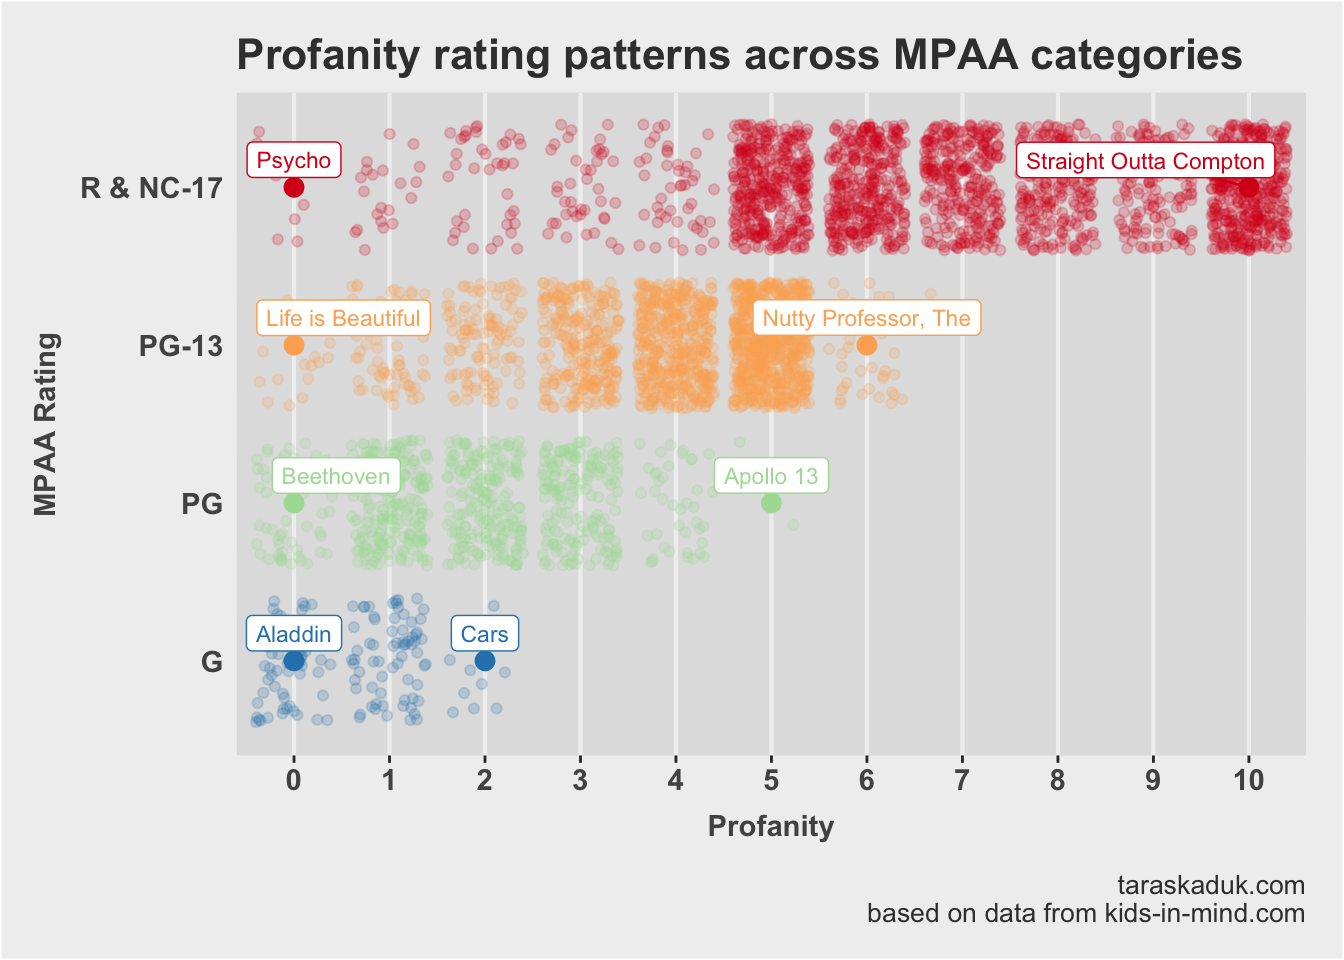 Profanity rating patterns across MPAA categories
MPAA Rating
R & NC-17
Psycho
Straight Outta Compton
PG-13
Life is Beautiful
Nutty Professor, The
PG
Beethoven
Apollo 13
G
Aladdin
Cars
0 1 2 3 4 5 6 7 8 9 10
Profanity
taraskaduk.com
based on data from kids-in-mind.com